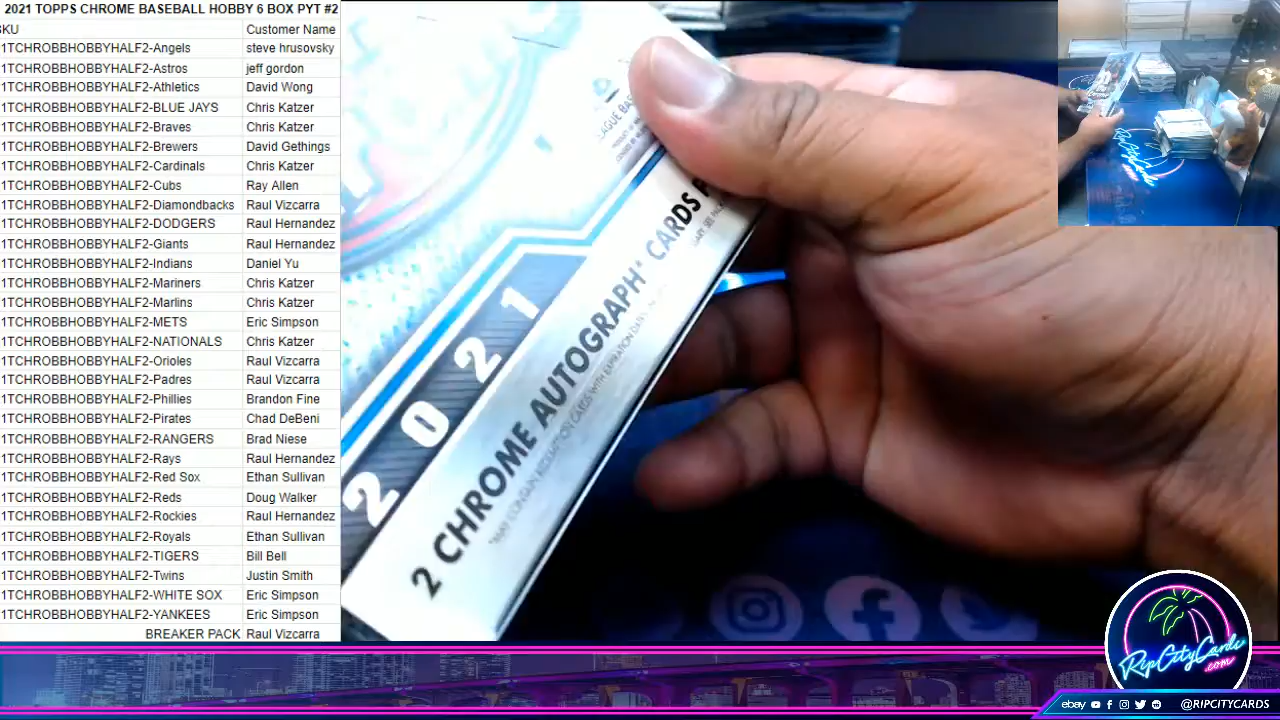 2021 TOPPS CHROME BASEBALL HOBBY 6 BOX PYT #2
SKU Customer Name
1TCHROBBHOBBYHALF2-Angels steve hrusovsky
1TCHROBBHOBBYHALF2-Astros jeff gordon
1TCHROBBHOBBYHALF2-Athletics David Wong
1TCHROBBHOBBYHALF2-BLUE JAYS Chris Katzer
1TCHROBBHOBBYHALF2-Braves Chris Katzer
1TCHROBBHOBBYHALF2-Brewers David Gethings
1TCHROBBHOBBYHALF2-Cardinals Chris Katzer
1TCHROBBHOBBYHALF2-Cubs Ray Allen
1TCHROBBHOBBYHALF2-Diamondbacks Raul Vizcarra
1TCHROBBHOBBYHALF2-DODGERS Raul Hernandez
1TCHROBBHOBBYHALF2-Giants Raul Hernandez
1TCHROBBHOBBYHALF2-Indians Daniel Yu
1TCHROBBHOBBYHALF2-Mariners Chris Katzer
1TCHROBBHOBBYHALF2-Marlins Chris Katzer
1TCHROBBHOBBYHALF2-METS Eric Simpson
1TCHROBBHOBBYHALF2-NATIONALS Chris Katzer
1TCHROBBHOBBYHALF2-Orioles Raul Vizcarra
1TCHROBBHOBBYHALF2-Padres Raul Vizcarra
1TCHROBBHOBBYHALF2-Phillies Brandon Fine
1TCHROBBHOBBYHALF2-Pirates Chad DeBeni
1TCHROBBHOBBYHALF2-RANGERS Brad Niese
1TCHROBBHOBBYHALF2-Rays Raul Hernandez
1TCHROBBHOBBYHALF2-Red Sox Ethan Sullivan
1TCHROBBHOBBYHALF2-Reds Doug Walker
1TCHROBBHOBBYHALF2-Rockies Raul Hernandez
1TCHROBBHOBBYHALF2-Royals Ethan Sullivan
1TCHROBBHOBBYHALF2-TIGERS Bill Bell
1TCHROBBHOBBYHALF2-Twins Justin Smith
1TCHROBBHOBBYHALF2-WHITE SOX Eric Simpson
1TCHROBBHOBBYHALF2-YANKEES Eric Simpson
BREAKER PACK Raul Vizcarra
2021
2 CHROME AUTOGRAPH* CARDS
*MAY CONTAIN REDEMPTION CARDS WITH EXPIRATION
RipCityCards
.com
ebay @RIPCITYCARDS